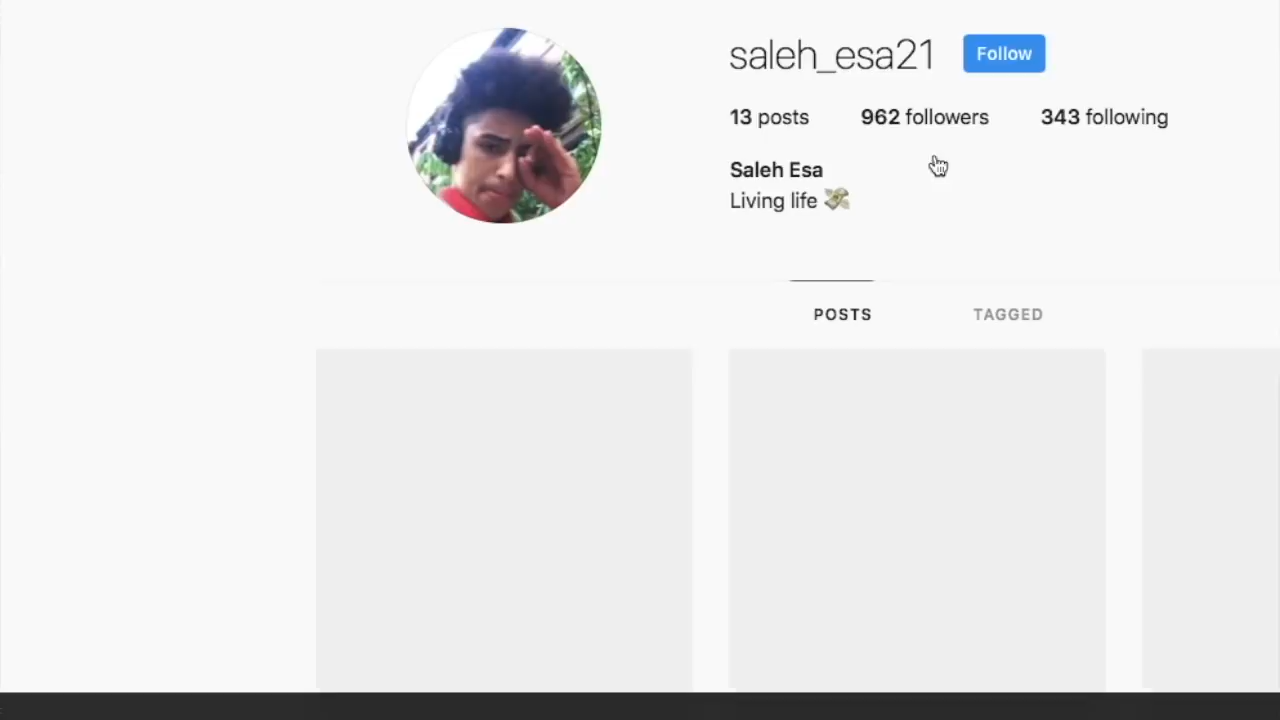 saleh_esa21 Follow
13 posts 962 followers 343 following
Saleh Esa
Living life 💸
POSTS TAGGED